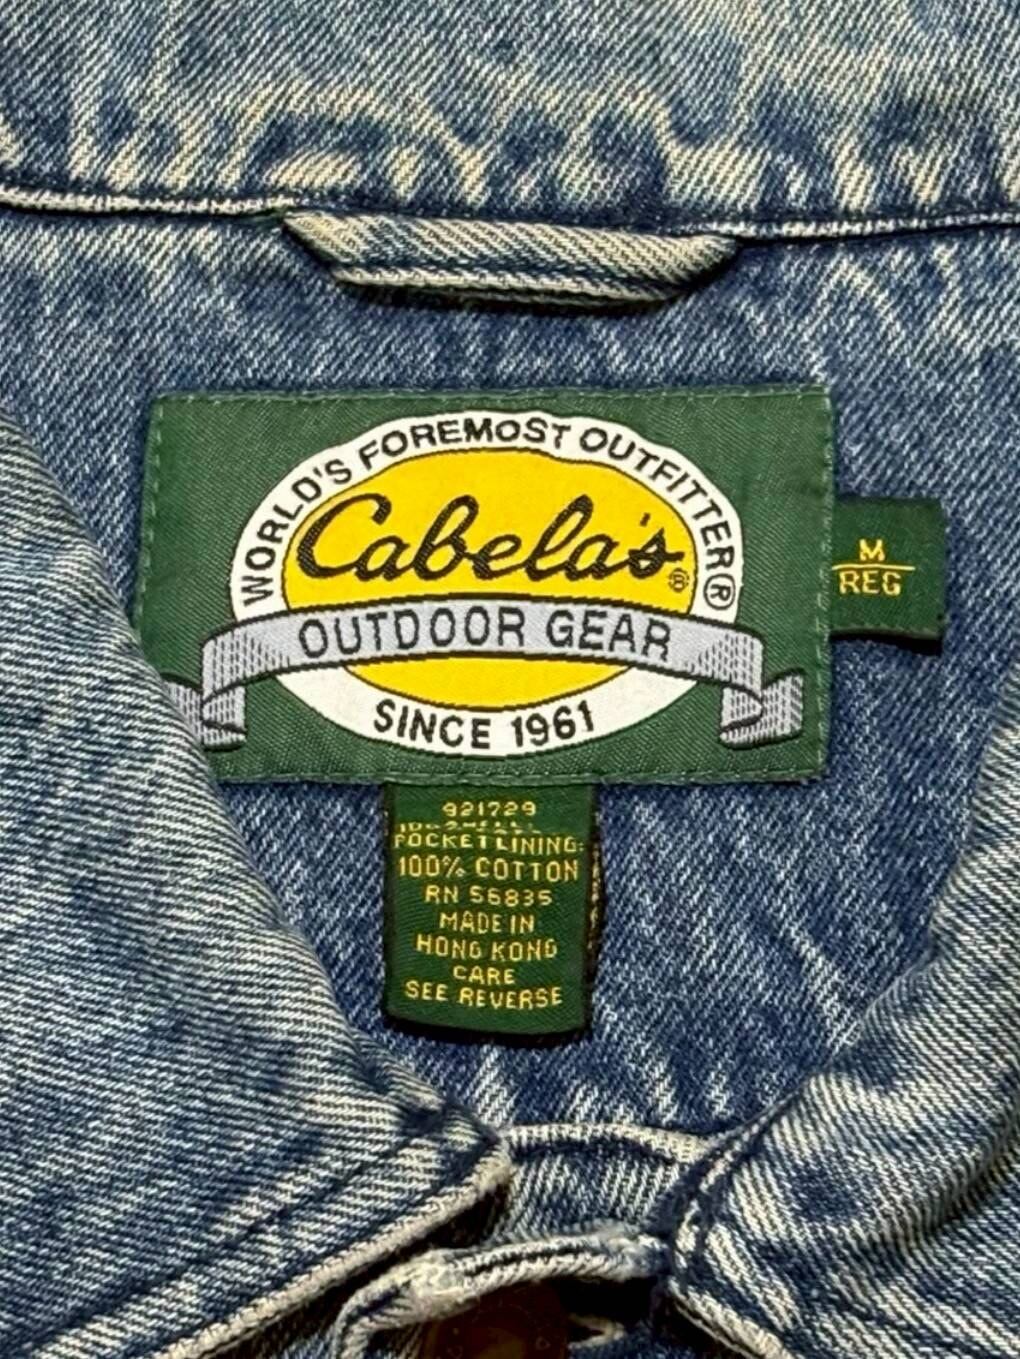 WORLD'S FOREMOST OUTFITTER®
Cabela's®
OUTDOOR GEAR
SINCE 1961
M
REG
921729
POCKET LINING:
100% COTTON
RN 56835
MADE IN
HONG KONG
CARE
SEE REVERSE